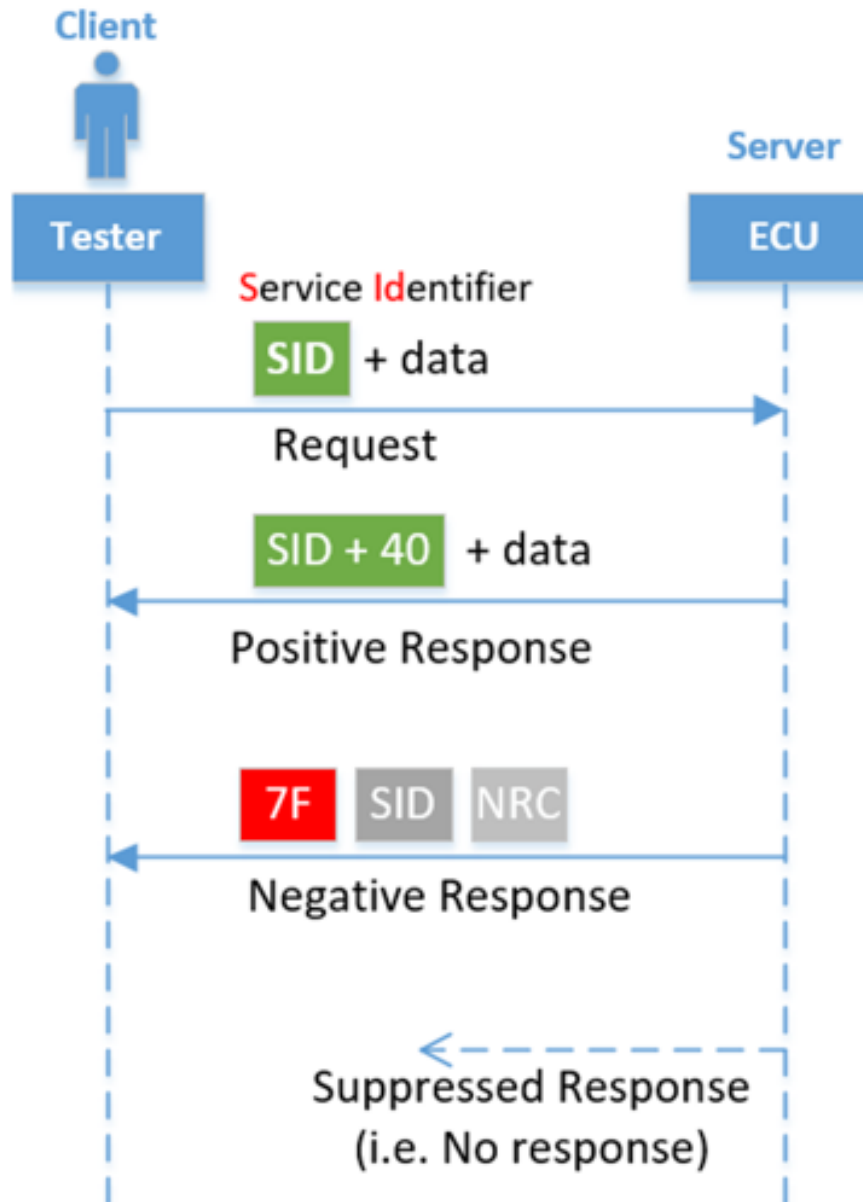 Client
Server
Tester
ECU
Service Identifier
SID + data
Request
SID + 40 + data
Positive Response
7F SID NRC
Negative Response
Suppressed Response
(i.e. No response)